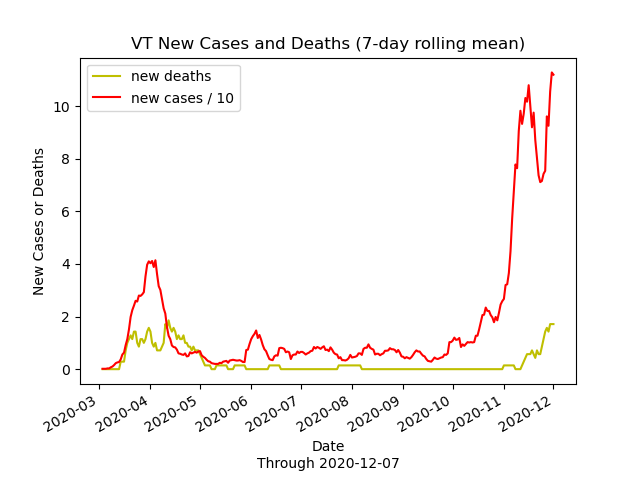 VT New Cases and Deaths (7-day rolling mean)
new deaths
new cases / 10
New Cases or Deaths
10
8
6
4
2
0
2020-03
2020-04
2020-05
2020-06
2020-07
2020-08
2020-09
2020-10
2020-11
2020-12
Date
Through 2020-12-07